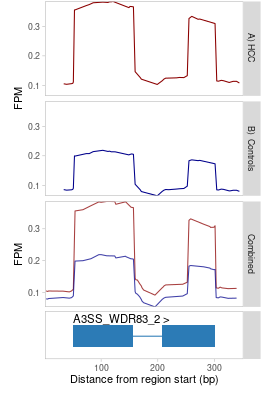 0.3
0.2
0.1
A) HCC
FPM
0.3
0.2
0.1
B) Controls
0.3
0.2
0.1
FPM
Combined
A3SS_WDR83_2 >
100 200 300
Distance from region start (bp)